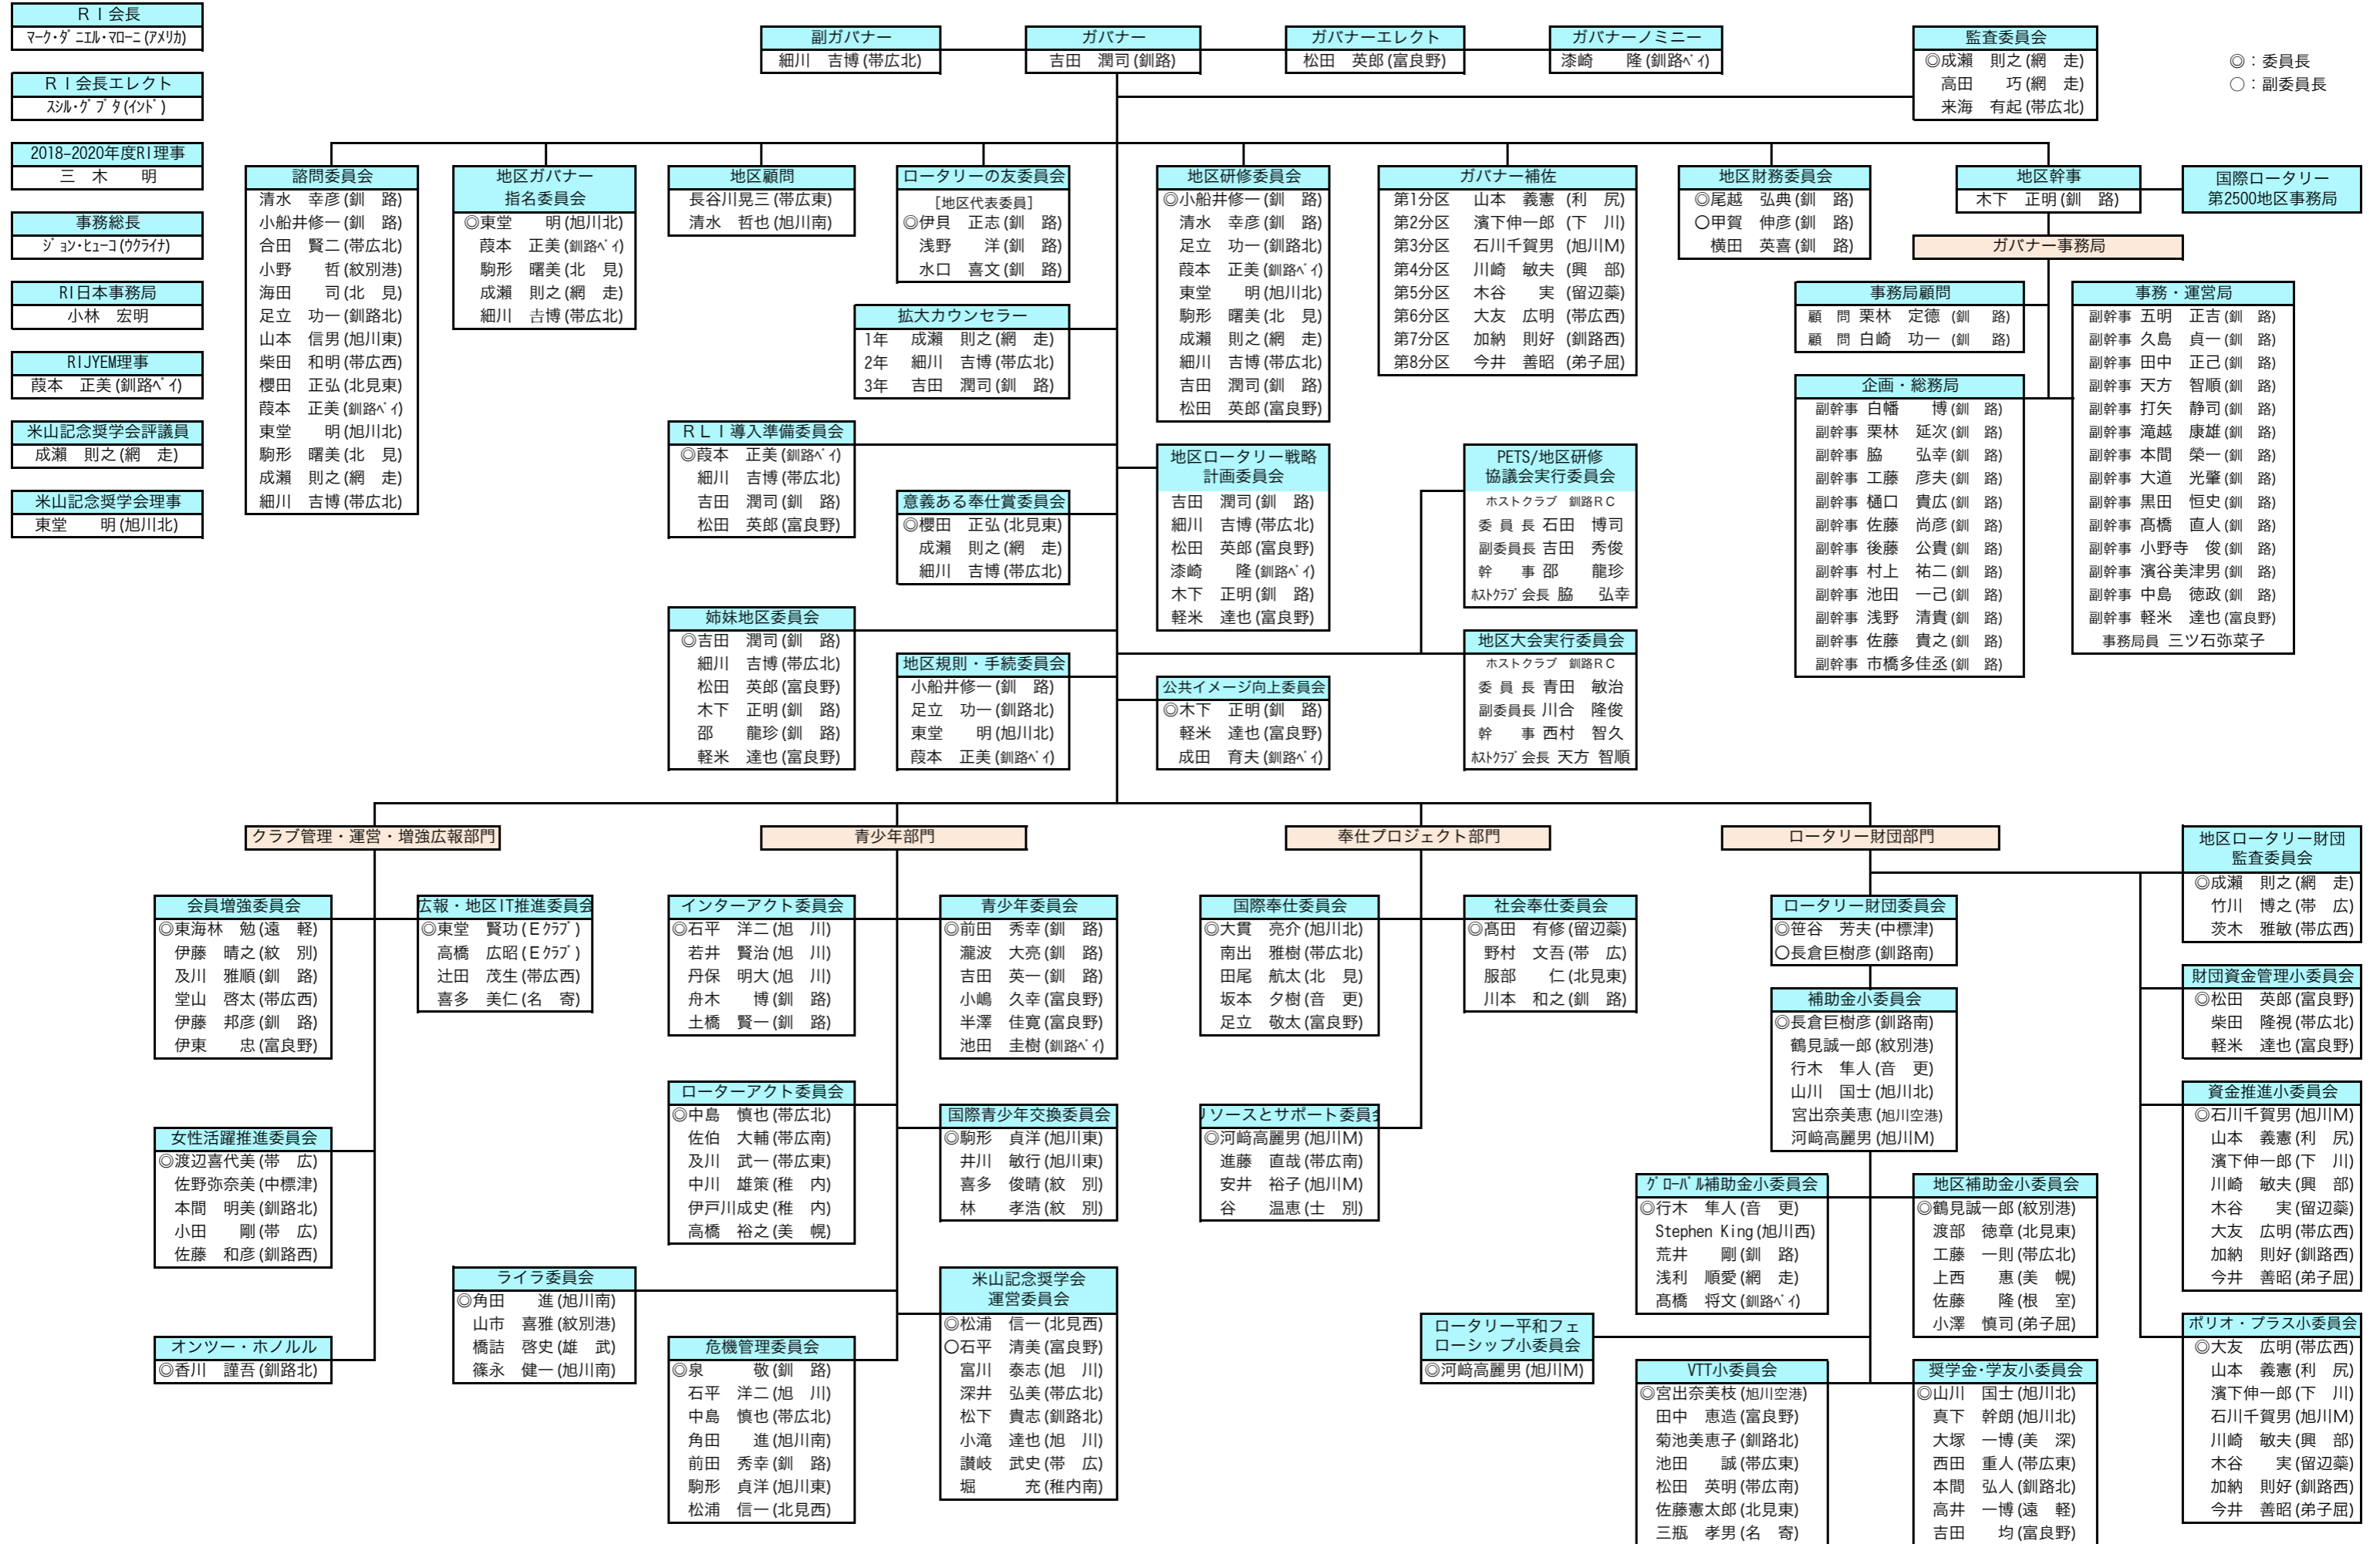 ＲＩ会長
マーク・ダニエル・マローニ(アメリカ)
ＲＩ会長エレクト
スシル・グプタ(インド)
2018−2020年度RI理事
三　木　　明
事務総長
ジョン・ヒューコ(ウクライナ)
RI日本事務局
小林　宏明
RIJYEM理事
葭本　正美(釧路ベイ)
米山記念奨学会評議員
成瀬　則之(網　走)
米山記念奨学会理事
東堂　　明(旭川北)
副ガバナー
細川　吉博(帯広北)
ガバナー
吉田　潤司(釧路)
ガバナーエレクト
松田　英郎(富良野)
ガバナーノミニー
漆崎　　隆(釧路ベイ)
監査委員会
◎成瀬　則之(網　走)
高田　　巧(網　走)
来海　有起(帯広北)
◎：委員長
○：副委員長
諮問委員会
清水　幸彦(釧　路)
小船井修一(釧　路)
合田　賢二(帯広北)
小野　　哲(紋別港)
海田　　司(北　見)
足立　功一(釧路北)
山本　信男(旭川東)
柴田　和明(帯広西)
櫻田　正弘(北見東)
葭本　正美(釧路ベイ)
東堂　　明(旭川北)
駒形　曙美(北　見)
成瀬　則之(網　走)
細川　吉博(帯広北)
地区ガバナー
指名委員会
◎東堂　　明(旭川北)
葭本　正美(釧路ベイ)
駒形　曙美(北　見)
成瀬　則之(網　走)
細川　吉博(帯広北)
地区顧問
長谷川晃三(帯広東)
清水　哲也(旭川南)
ロータリーの友委員会
[地区代表委員]
◎伊貝　正志(釧　路)
浅野　　洋(釧　路)
水口　喜文(釧　路)
拡大カウンセラー
1年　成瀬　則之(網　走)
2年　細川　吉博(帯広北)
3年　吉田　潤司(釧　路)
地区研修委員会
◎小船井修一(釧　路)
清水　幸彦(釧　路)
足立　功一(釧路北)
葭本　正美(釧路ベイ)
東堂　　明(旭川北)
駒形　曙美(北　見)
成瀬　則之(網　走)
細川　吉博(帯広北)
吉田　潤司(釧　路)
松田　英郎(富良野)
ガバナー補佐
第1分区　山本　義憲　(利　尻)
第2分区　濱下伸一郎　(下　川)
第3分区　石川千賀男　(旭川M)
第4分区　川崎　敏夫　(興　部)
第5分区　木谷　　実　(留辺蘂)
第6分区　大友　広明　(帯広西)
第7分区　加納　則好　(釧路西)
第8分区　今井　善昭　(弟子屈)
地区財務委員会
◎尾越　弘典(釧　路)
○甲賀　伸彦(釧　路)
横田　英喜(釧　路)
地区幹事
木下　正明(釧　路)
国際ロータリー
第2500地区事務局
ガバナー事務局
事務局顧問
顧　問　栗林　定徳　(釧　路)
顧　問　白崎　功一　(釧　路)
企画・総務局
副幹事　白幡　　博(釧　路)
副幹事　栗林　延次(釧　路)
副幹事　脇　　弘幸(釧　路)
副幹事　工藤　彦夫(釧　路)
副幹事　樋口　貴広(釧　路)
副幹事　佐藤　尚彦(釧　路)
副幹事　後藤　公貴(釧　路)
副幹事　村上　祐二(釧　路)
副幹事　池田　一己(釧　路)
副幹事　浅野　清貴(釧　路)
副幹事　佐藤　貴之(釧　路)
副幹事　市橋多佳丞(釧　路)
事務・運営局
副幹事　五明　正吉(釧　路)
副幹事　久島　貞一(釧　路)
副幹事　田中　正己(釧　路)
副幹事　天方　智順(釧　路)
副幹事　打矢　静司(釧　路)
副幹事　滝越　康雄(釧　路)
副幹事　本間　榮一(釧　路)
副幹事　大道　光肇(釧　路)
副幹事　黒田　恒史(釧　路)
副幹事　髙橋　直人(釧　路)
副幹事　小野寺　俊(釧　路)
副幹事　濱谷美津男(釧　路)
副幹事　中島　徳政(釧　路)
副幹事　軽米　達也(富良野)
事務局員　三ツ石弥菜子
ＲＬＩ導入準備委員会
◎葭本　正美(釧路ベイ)
細川　吉博(帯広北)
吉田　潤司(釧　路)
松田　英郎(富良野)
意義ある奉仕賞委員会
◎櫻田　正弘(北見東)
成瀬　則之(網　走)
細川　吉博(帯広北)
地区ロータリー戦略
計画委員会
吉田　潤司(釧　路)
細川　吉博(帯広北)
松田　英郎(富良野)
漆崎　　隆(釧路ベイ)
木下　正明(釧　路)
軽米　達也(富良野)
PETS/地区研修
協議会実行委員会
ホストクラブ　釧路ＲＣ
委 員 長 石田　博司
副委員長 吉田　秀俊
幹　　事 邵　　龍珍
ホストクラブ会長 脇　弘幸
姉妹地区委員会
◎吉田　潤司(釧　路)
細川　吉博(帯広北)
松田　英郎(富良野)
木下　正明(釧　路)
邵　　龍珍(釧　路)
軽米　達也(富良野)
地区規則・手続委員会
小船井修一(釧　路)
足立　功一(釧路北)
東堂　　明(旭川北)
葭本　正美(釧路ベイ)
公共イメージ向上委員会
◎木下　正明(釧　路)
軽米　達也(富良野)
成田　育夫(釧路ベイ)
地区大会実行委員会
ホストクラブ　釧路ＲＣ
委 員 長 青田　敏治
副委員長 川合　隆俊
幹　　事 西村　智久
ホストクラブ会長 天方　智順
クラブ管理・運営・増強広報部門
青少年部門
奉仕プロジェクト部門
ロータリー財団部門
会員増強委員会
◎東海林　勉(遠　軽)
伊藤　晴之(紋　別)
及川　雅順(釧　路)
堂山　啓太(帯広西)
伊藤　邦彦(釧　路)
伊東　　忠(富良野)
広報・地区IT推進委員会
◎東堂　賢功(Ｅクラブ)
高橋　広昭(Ｅクラブ)
辻田　茂生(帯広西)
喜多　美仁(名　寄)
女性活躍推進委員会
◎渡辺喜代美(帯　広)
佐野弥奈美(中標津)
本間　明美(釧路北)
小田　　剛(帯　広)
佐藤　和彦(釧路西)
オンツー・ホノルル
◎香川　謹吾(釧路北)
インターアクト委員会
◎石平　洋二(旭　川)
若井　賢治(旭　川)
丹保　明大(旭　川)
舟木　　博(釧　路)
土橋　賢一(釧　路)
青少年委員会
◎前田　秀幸(釧　路)
瀧波　大亮(釧　路)
吉田　英一(釧　路)
小嶋　久幸(富良野)
半澤　佳寛(富良野)
池田　圭樹(釧路ベイ)
ローターアクト委員会
◎中島　慎也(帯広北)
佐伯　大輔(帯広南)
及川　武一(帯広東)
中川　雄策(稚　内)
伊戸川成史(稚　内)
高橋　裕之(美　幌)
国際青少年交換委員会
◎駒形　貞洋(旭川東)
井川　敏行(旭川東)
喜多　俊晴(紋　別)
林　　孝浩(紋　別)
ライラ委員会
◎角田　　進(旭川南)
山市　喜雅(紋別港)
橋詰　啓史(雄　武)
篠永　健一(旭川南)
危機管理委員会
◎泉　　　敬(釧　路)
石平　洋二(旭　川)
中島　慎也(帯広北)
角田　　進(旭川南)
前田　秀幸(釧　路)
駒形　貞洋(旭川東)
松浦　信一(北見西)
米山記念奨学会
運営委員会
◎松浦　信一(北見西)
○石平　清美(富良野)
富川　泰志(旭　川)
深井　弘美(帯広北)
松下　貴志(釧路北)
小滝　達也(旭　川)
讃岐　武史(帯　広)
堀　　　充(稚内南)
国際奉仕委員会
◎大貫　亮介(旭川北)
南出　雅樹(帯広北)
田尾　航太(北　見)
坂本　夕樹(音　更)
足立　敬太(富良野)
社会奉仕委員会
◎髙田　有修(留辺蘂)
野村　文吾(帯　広)
服部　　仁(北見東)
川本　和之(釧　路)
リソースとサポート委員会
◎河﨑高麗男(旭川M)
進藤　直哉(帯広南)
安井　裕子(旭川M)
谷　　温恵(士　別)
ロータリー財団委員会
◎笹谷　芳夫(中標津)
○長倉巨樹彦(釧路南)
補助金小委員会
◎長倉巨樹彦(釧路南)
鶴見誠一郎(紋別港)
行木　隼人(音　更)
山川　国士(旭川北)
宮出奈美恵(旭川空港)
河﨑高麗男(旭川M)
グローバル補助金小委員会
◎行木　隼人(音　更)
Stephen King(旭川西)
荒井　　剛(釧　路)
浅利　順愛(網　走)
髙橋　将文(釧路ベイ)
地区補助金小委員会
◎鶴見誠一郎(紋別港)
渡部　徳章(北見東)
工藤　一則(帯広北)
上西　　惠(美　幌)
佐藤　　隆(根　室)
小澤　慎司(弟子屈)
ロータリー平和フェ
ローシップ小委員会
◎河﨑高麗男(旭川M)
VTT小委員会
◎宮出奈美枝(旭川空港)
田中　恵造(富良野)
菊池美恵子(釧路北)
池田　　誠(帯広東)
松田　英明(帯広南)
佐藤憲太郎(北見東)
三瓶　孝男(名　寄)
奨学金・学友小委員会
◎山川　国士(旭川北)
真下　幹朗(旭川北)
大塚　一博(美　深)
西田　重人(帯広東)
本間　弘人(釧路北)
高井　一博(遠　軽)
吉田　　均(富良野)
地区ロータリー財団
監査委員会
◎成瀬　則之(網　走)
竹川　博之(帯　広)
茨木　雅敏(帯広西)
財団資金管理小委員会
◎松田　英郎(富良野)
柴田　隆視(帯広北)
軽米　達也(富良野)
資金推進小委員会
◎石川千賀男(旭川M)
山本　義憲(利　尻)
濱下伸一郎(下　川)
川崎　敏夫(興　部)
木谷　　実(留辺蘂)
大友　広明(帯広西)
加納　則好(釧路西)
今井　善昭(弟子屈)
ポリオ・プラス小委員会
◎大友　広明(帯広西)
山本　義憲(利　尻)
濱下伸一郎(下　川)
石川千賀男(旭川M)
川崎　敏夫(興　部)
木谷　　実(留辺蘂)
加納　則好(釧路西)
今井　善昭(弟子屈)